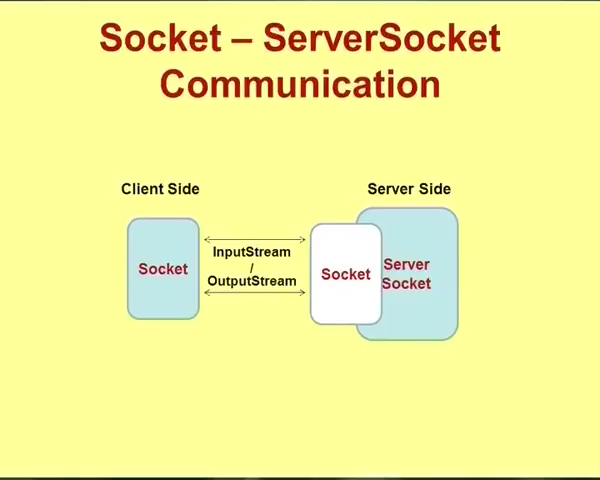 Socket – ServerSocket
Communication
Client Side
Server Side
Socket
InputStream
/
OutputStream
Socket
Server
Socket